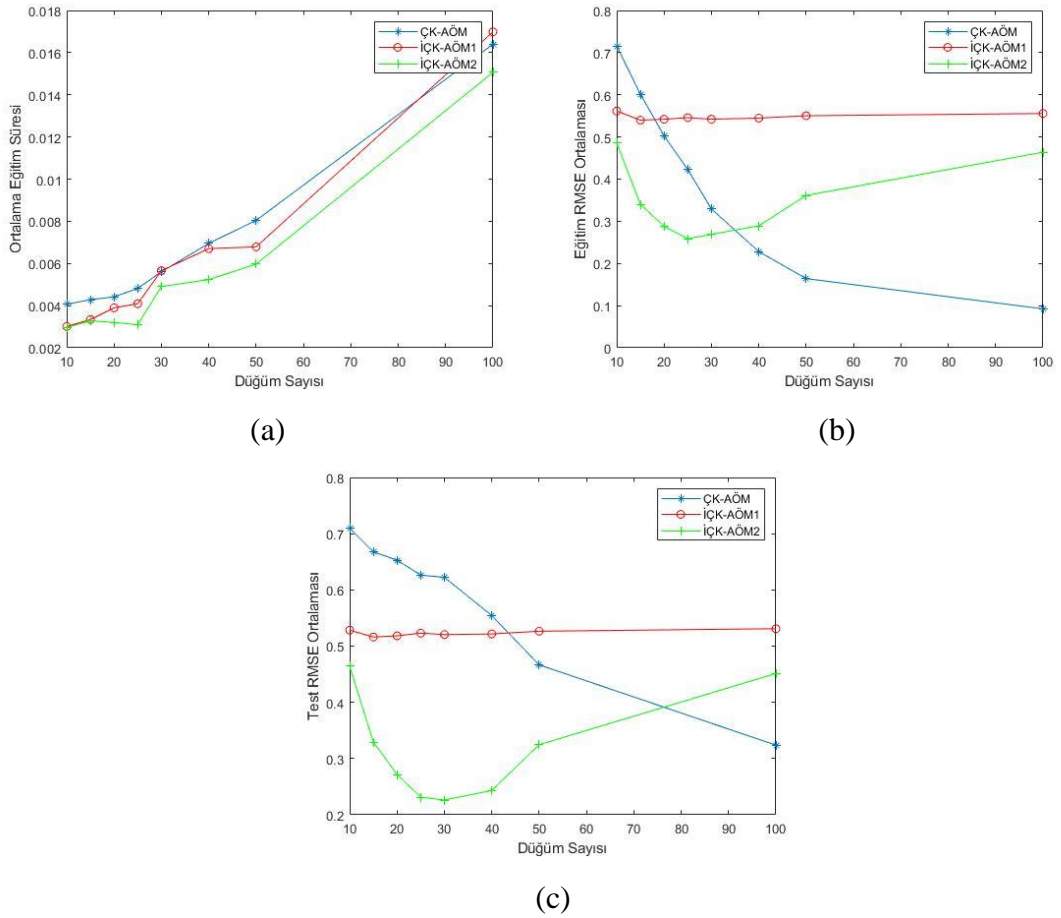 0.018
0.016
0.014
0.012
0.01
0.008
0.006
0.004
0.002
Ortalama Eğitim Süresi
10 20 30 40 50 60 70 80 90 100
Düğüm Sayısı
ÇK-AÖM
İÇK-AÖM1
İÇK-AÖM2
(a)
0.8
0.7
0.6
0.5
0.4
0.3
0.2
0.1
0
Eğitim RMSE Ortalaması
10 20 30 40 50 60 70 80 90 100
Düğüm Sayısı
ÇK-AÖM
İÇK-AÖM1
İÇK-AÖM2
(b)
0.8
0.7
0.6
0.5
0.4
0.3
0.2
Test RMSE Ortalaması
10 20 30 40 50 60 70 80 90 100
Düğüm Sayısı
ÇK-AÖM
İÇK-AÖM1
İÇK-AÖM2
(c)